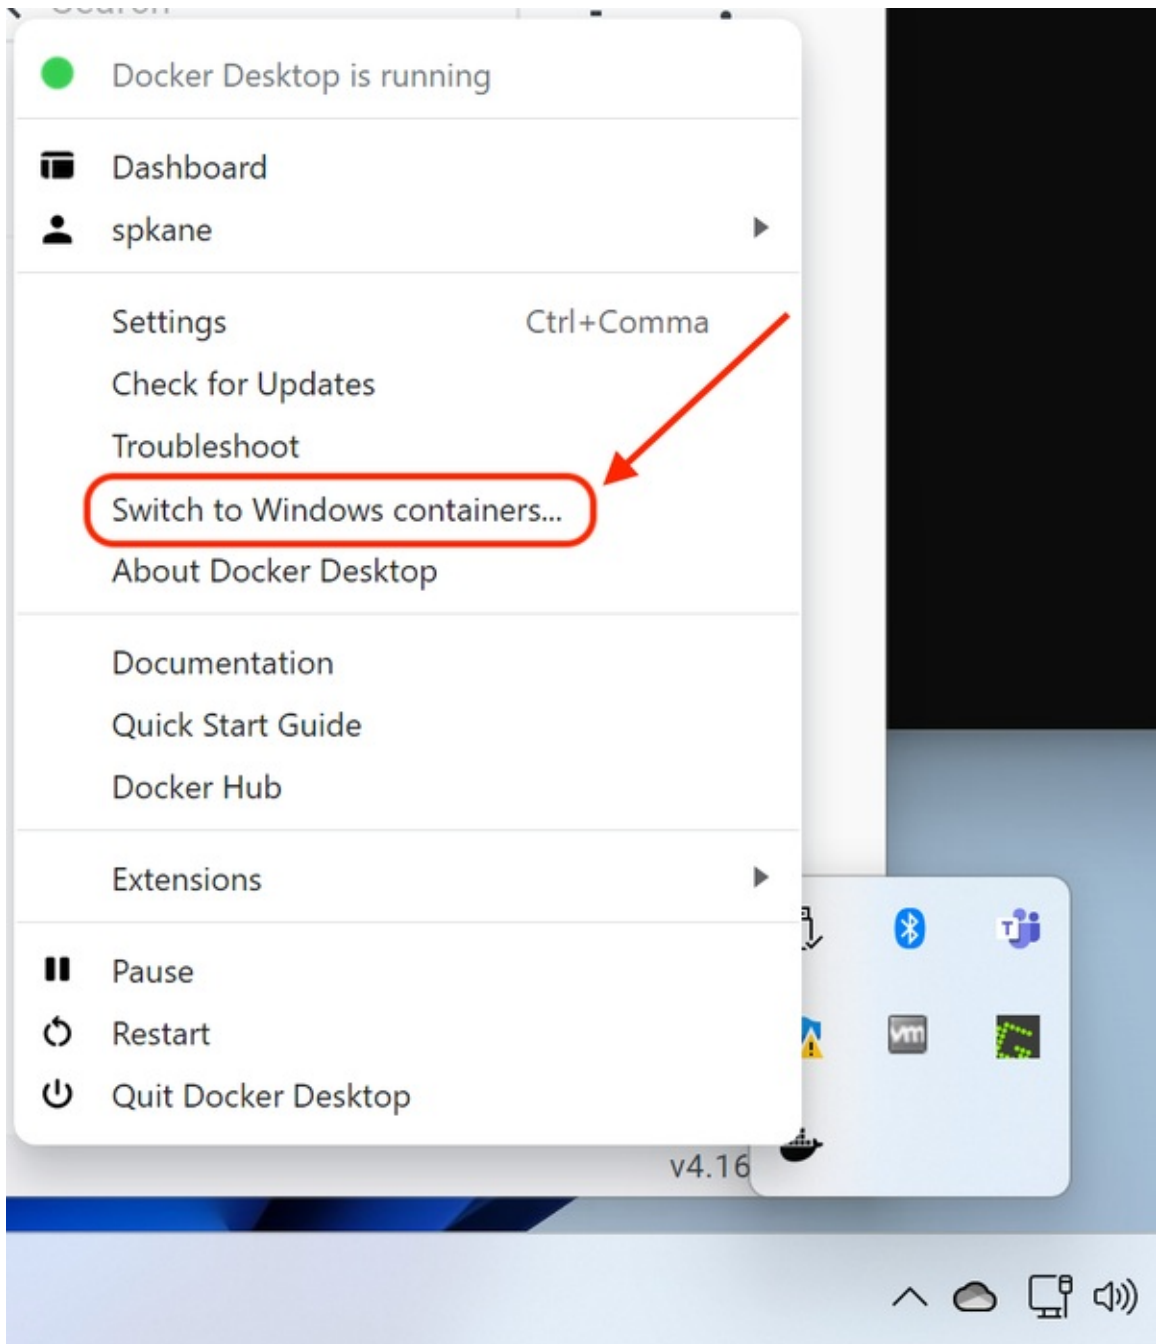 Docker Desktop is running
Dashboard
spkane
Settings Ctrl+Comma
Check for Updates
Troubleshoot
Switch to Windows containers...
About Docker Desktop
Documentation
Quick Start Guide
Docker Hub
Extensions
T
Pause
vm
Restart
Quit Docker Desktop
v4.16